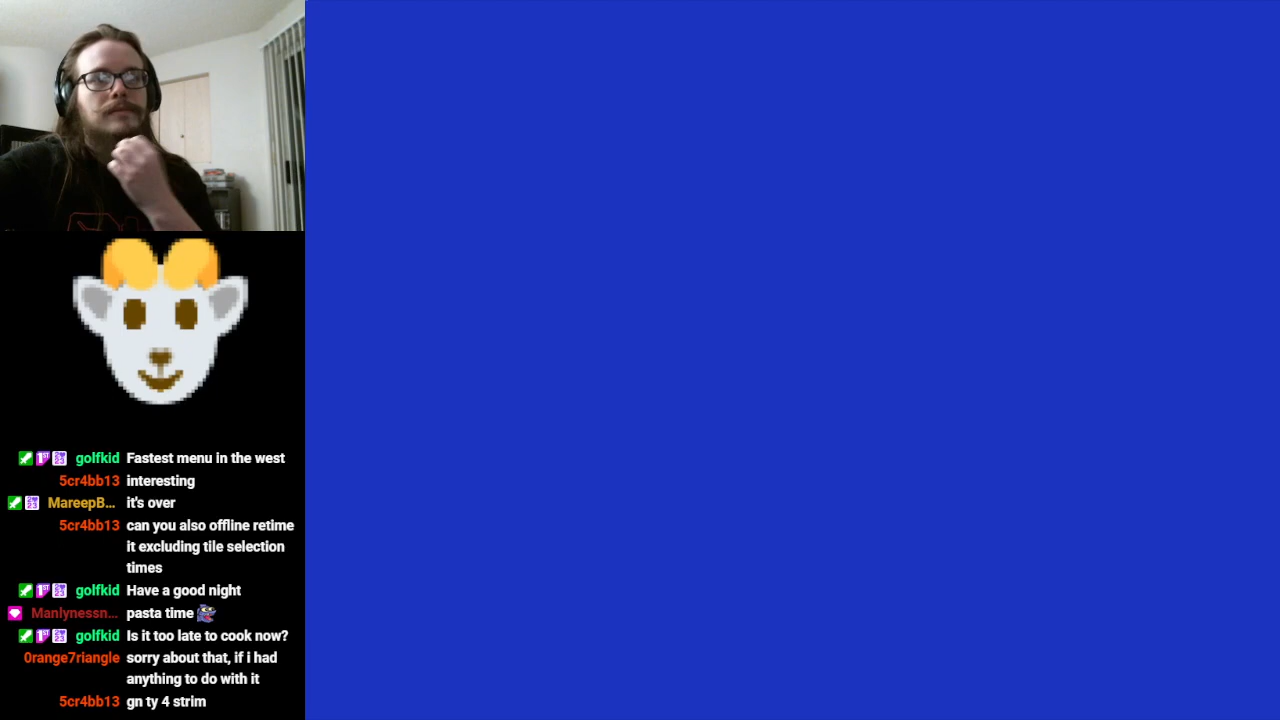 golfkid Fastest menu in the west
5cr4bb13 interesting
MareepB... it's over
5cr4bb13 can you also offline retime
it excluding tile selection
times
golfkid Have a good night
Manlynessn... pasta time
golfkid Is it too late to cook now?
0range7riangle sorry about that, if i had
anything to do with it
5cr4bb13 gn ty 4 strim